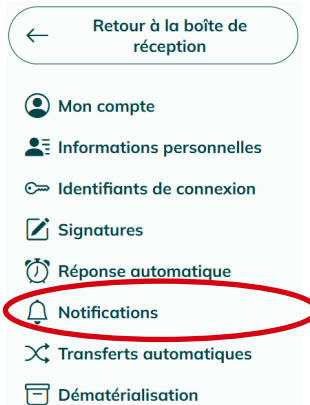 Retour à la boîte de
réception
Mon compte
Informations personnelles
Identifiants de connexion
Signatures
Réponse automatique
Notifications
Transferts automatiques
Dématérialisation